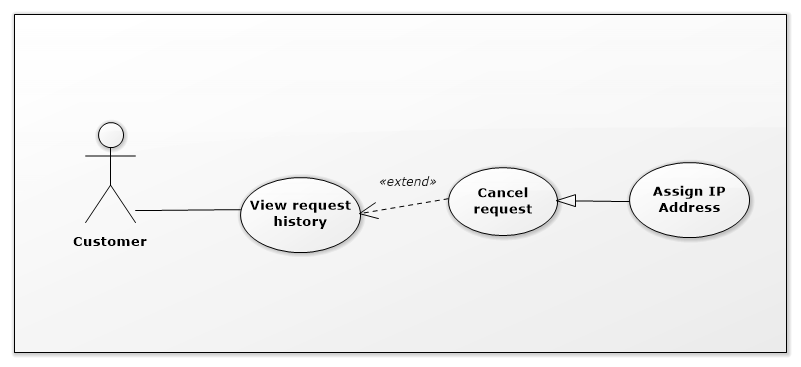 «extend»
Cancel
request
Assign IP
Address
View request
history
Customer